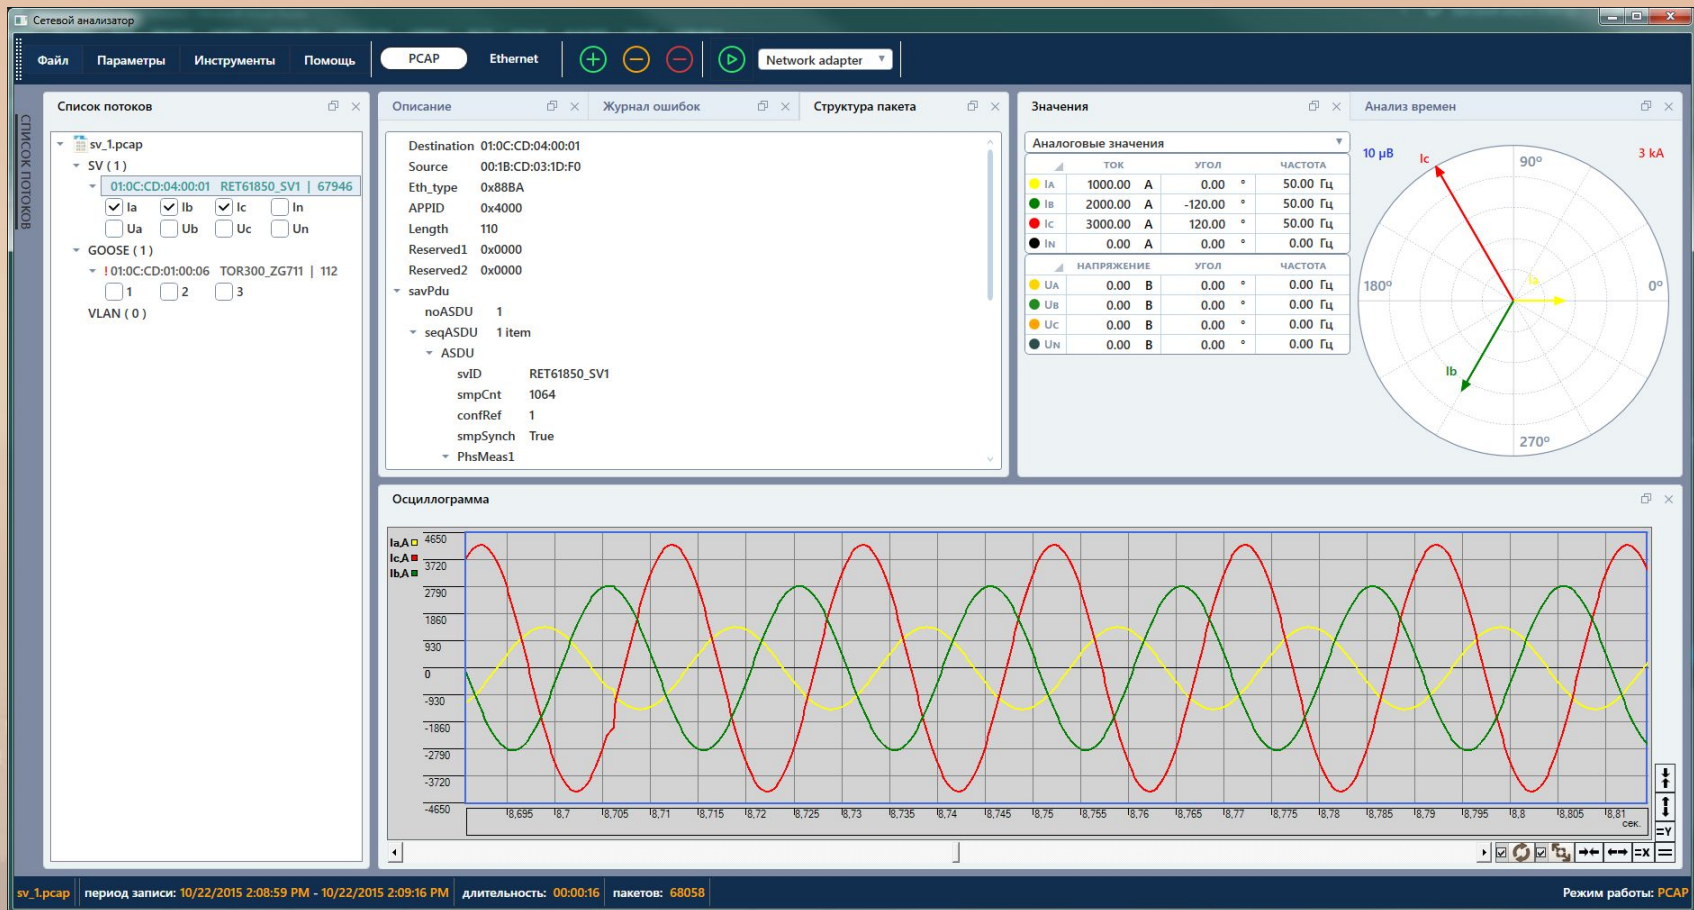 Сетевой анализатор
Файл Параметры Инструменты Помощь PCAP Ethernet Network adapter
СПИСОК ПОТОКОВ
Список потоков
sv_1.pcap
SV ( 1 )
01:0C:CD:04:00:01 RET61850_SV1 | 67946
Ia Ib Ic In
Ua Ub Uc Un
GOOSE ( 1 )
! 01:0C:CD:01:00:06 TOR300_ZG711 | 112
1 2 3
VLAN ( 0 )
Описание Журнал ошибок Структура пакета
Destination 01:0C:CD:04:00:01
Source 00:1B:CD:03:1D:F0
Eth_type 0x88BA
APPID 0x4000
Length 110
Reserved1 0x0000
Reserved2 0x0000
savPdu
noASDU 1
seqASDU 1 item
ASDU
svID RET61850_SV1
smpCnt 1064
confRef 1
smpSynch True
PhsMeas1
Значения Анализ времен
Аналоговые значения
ТОК УГОЛ ЧАСТОТА
IA 1000.00 А 0.00 ° 50.00 Гц
IB 2000.00 А -120.00 ° 50.00 Гц
IC 3000.00 А 120.00 ° 50.00 Гц
IN 0.00 А 0.00 ° 0.00 Гц
НАПРЯЖЕНИЕ УГОЛ ЧАСТОТА
UA 0.00 В 0.00 ° 0.00 Гц
UB 0.00 В 0.00 ° 0.00 Гц
UC 0.00 В 0.00 ° 0.00 Гц
UN 0.00 В 0.00 ° 0.00 Гц
10 µВ Ic 90º 3 kA
180º Ia 0º
Ib
270º
Осциллограмма
Ia,A
Ic,A
Ib,A
4650
3720
2790
1860
930
0
-930
-1860
-2790
-3720
-4650
8,695 8,7 8,705 8,71 8,715 8,72 8,725 8,73 8,735 8,74 8,745 8,75 8,755 8,76 8,765 8,77 8,775 8,78 8,785 8,79 8,795 8,8 8,805 8,81
сек.
=Y
=X
sv_1.pcap период записи: 10/22/2015 2:08:59 PM - 10/22/2015 2:09:16 PM длительность: 00:00:16 пакетов: 68058 Режим работы: PCAP